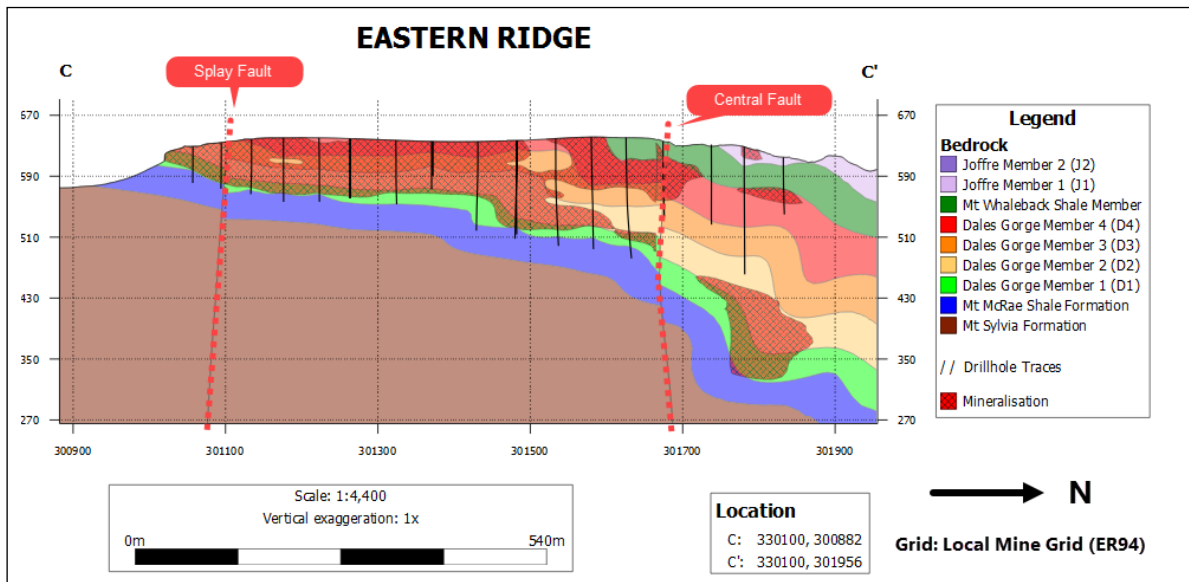 EASTERN RIDGE
C
Splay Fault
C'
Central Fault
670
670
590
590
510
510
430
430
350
350
270
270
300900
301100
301300
301500
301700
301900
Legend
Bedrock
Joffre Member 2 (J2)
Joffre Member 1 (J1)
Mt Whaleback Shale Member
Dales Gorge Member 4 (D4)
Dales Gorge Member 3 (D3)
Dales Gorge Member 2 (D2)
Dales Gorge Member 1 (D1)
Mt McRae Shale Formation
Mt Sylvia Formation
// Drillhole Traces
Mineralisation
Scale: 1:4,400
Vertical exaggeration: 1x
0m 540m
Location
C: 330100, 300882
C': 330100, 301956
N
Grid: Local Mine Grid (ER94)